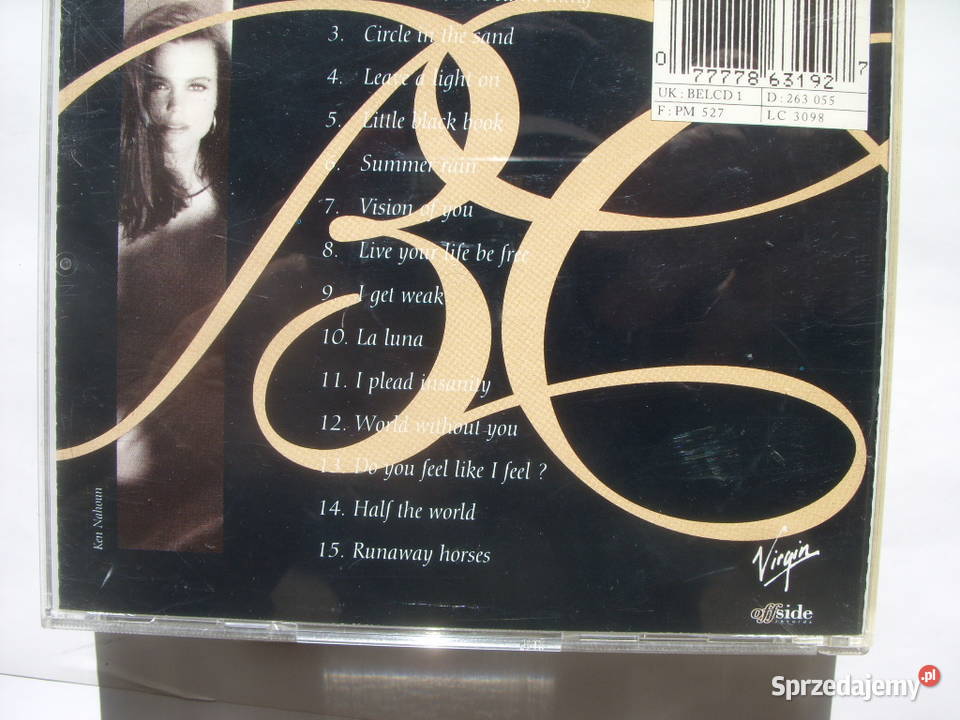 3. Circle in the sand
4. Leave a light on
5. Little black book
6. Summer rain
7. Vision of you
8. Live your life be free
9. I get weak
10. La luna
11. I plead insanity
12. World without you
13. Do you feel like I feel ?
14. Half the world
15. Runaway horses
0 77778 63192 7
UK : BELCD 1 D : 263 055
F : PM 527 LC 3098
Ken Nahoum
Virgin
offside
records
Sprzedajemy.pl